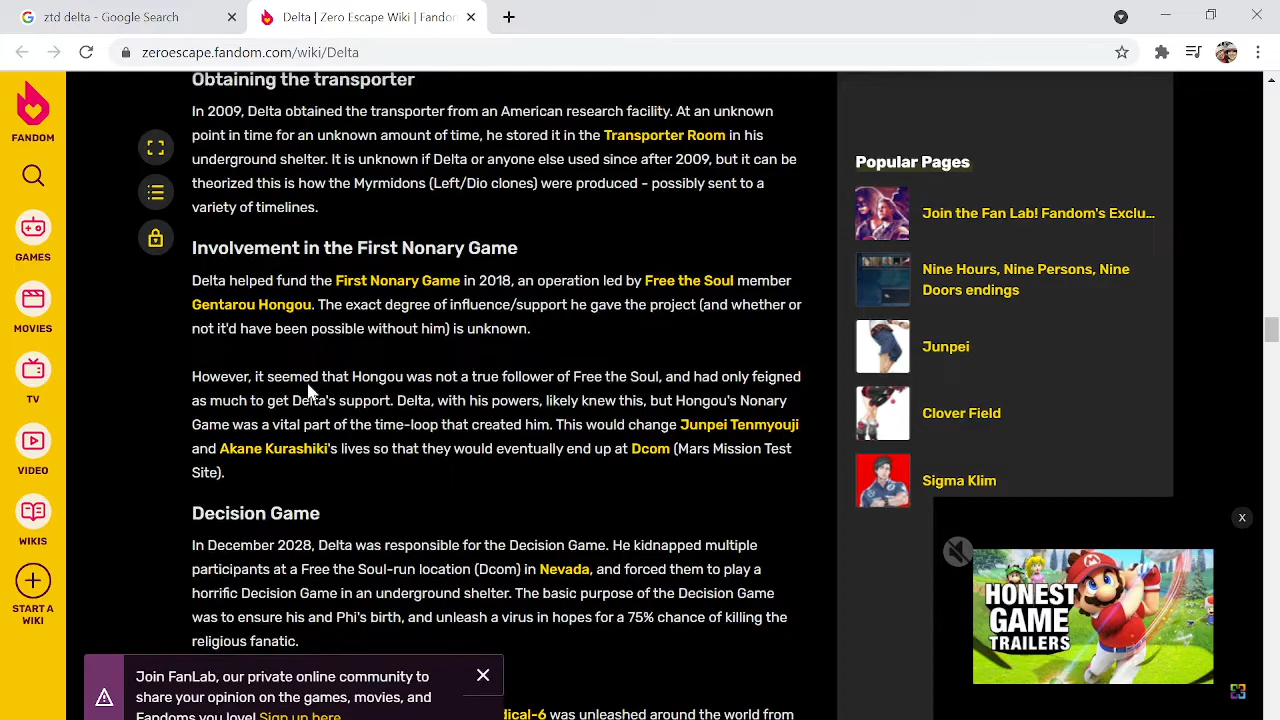 ztd delta - Google Search
Delta | Zero Escape Wiki | Fandom
zeroescape.fandom.com/wiki/Delta
FANDOM
GAMES
MOVIES
TV
VIDEO
WIKIS
START A
WIKI
Obtaining the transporter
In 2009, Delta obtained the transporter from an American research facility. At an unknown
point in time for an unknown amount of time, he stored it in the Transporter Room in his
underground shelter. It is unknown if Delta or anyone else used since after 2009, but it can be
theorized this is how the Myrmidons (Left/Dio clones) were produced - possibly sent to a
variety of timelines.
Involvement in the First Nonary Game
Delta helped fund the First Nonary Game in 2018, an operation led by Free the Soul member
Gentarou Hongou. The exact degree of influence/support he gave the project (and whether or
not it'd have been possible without him) is unknown.
However, it seemed that Hongou was not a true follower of Free the Soul, and had only feigned
as much to get Delta's support. Delta, with his powers, likely knew this, but Hongou's Nonary
Game was a vital part of the time-loop that created him. This would change Junpei Tenmyouji
and Akane Kurashiki's lives so that they would eventually end up at Dcom (Mars Mission Test
Site).
Decision Game
In December 2028, Delta was responsible for the Decision Game. He kidnapped multiple
participants at a Free the Soul-run location (Dcom) in Nevada, and forced them to play a
horrific Decision Game in an underground shelter. The basic purpose of the Decision Game
was to ensure his and Phi's birth, and unleash a virus in hopes for a 75% chance of killing the
religious fanatic.
dical-6 was unleashed around the world from
Join FanLab, our private online community to
share your opinion on the games, movies, and
Fandoms you love! Sign up here
Popular Pages
Join the Fan Lab! Fandom's Exclu...
Nine Hours, Nine Persons, Nine
Doors endings
Junpei
Clover Field
Sigma Klim
X
HONEST
GAME
TRAILERS